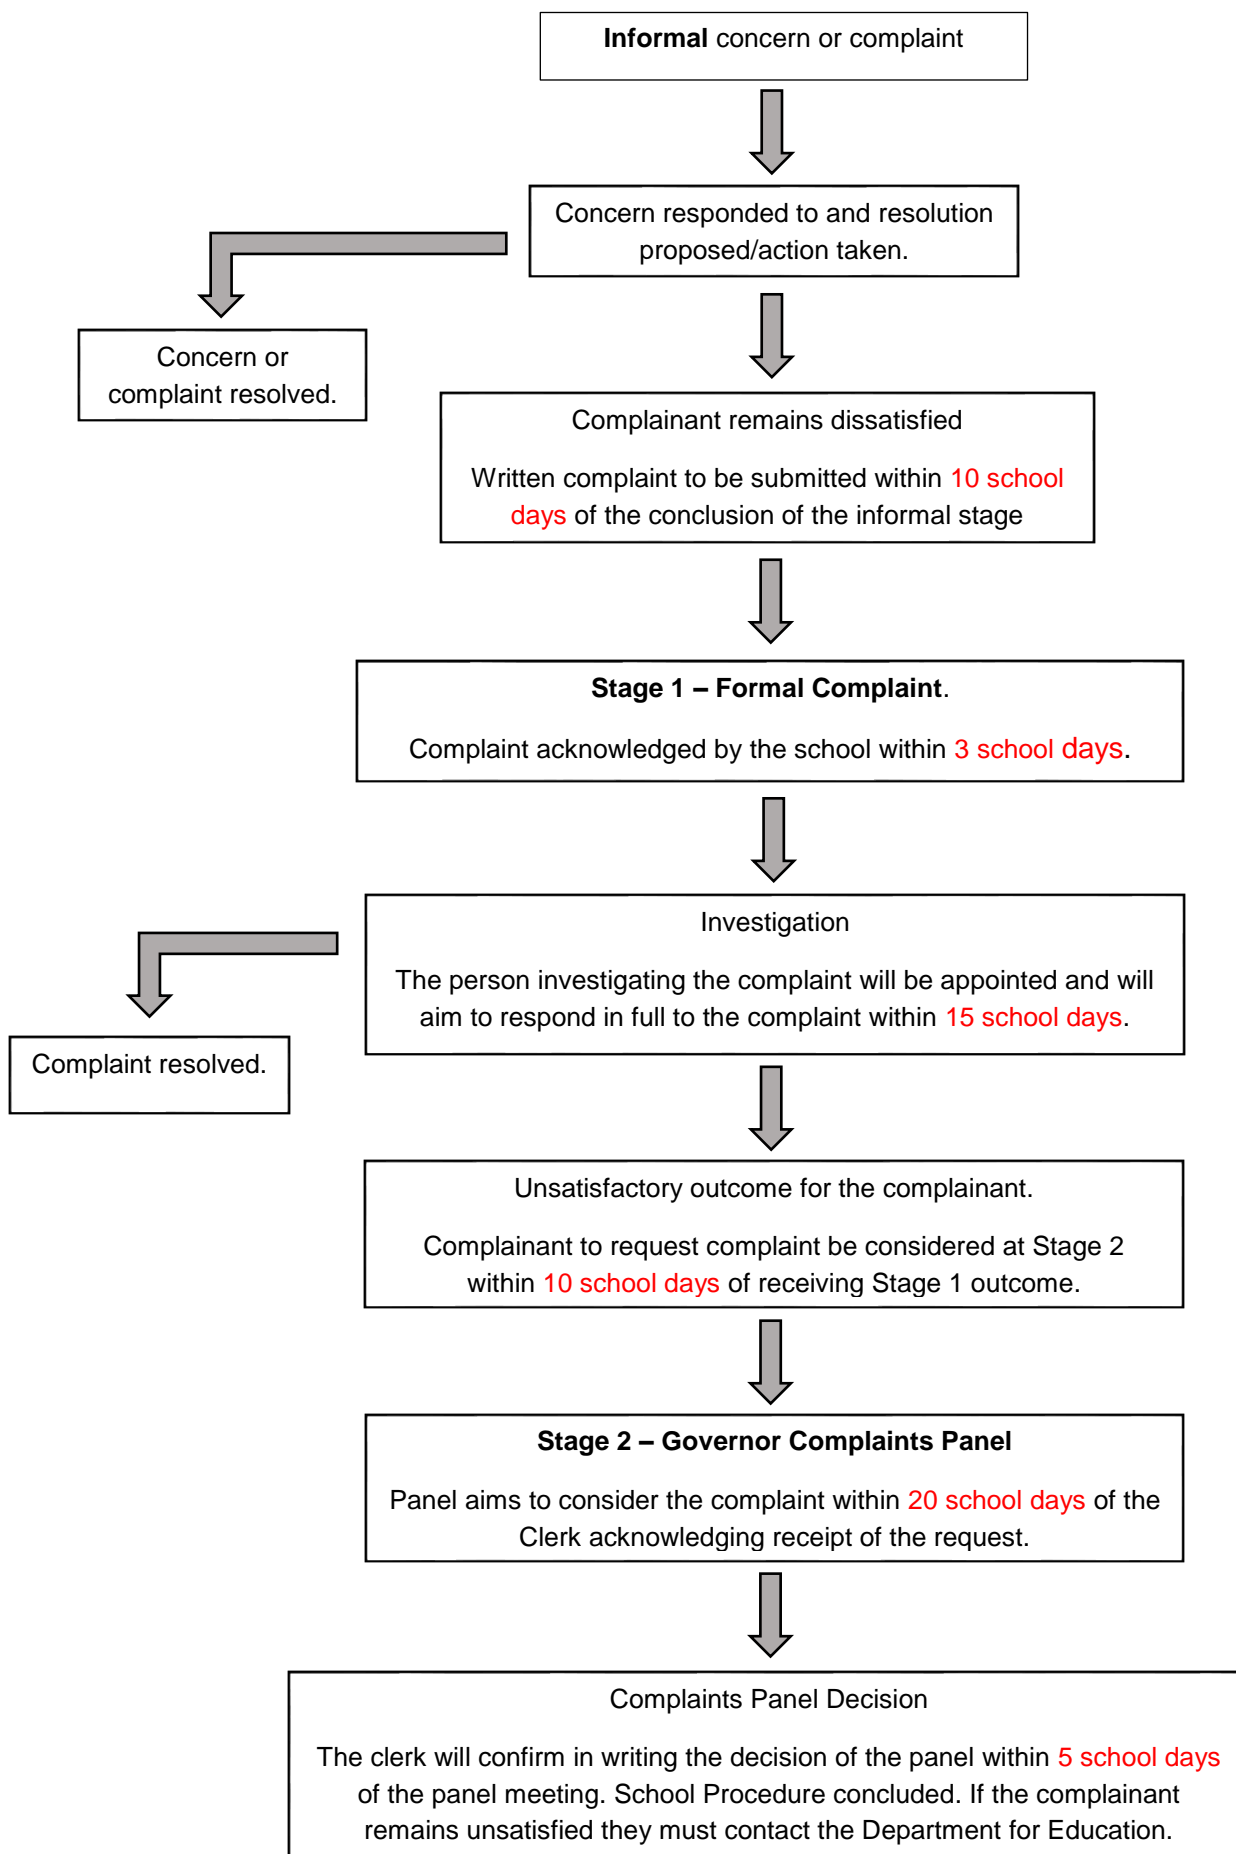 Informal concern or complaint
Concern responded to and resolution
proposed/action taken.
Concern or
complaint resolved.
Complainant remains dissatisfied
Written complaint to be submitted within 10 school
days of the conclusion of the informal stage
Stage 1 – Formal Complaint.
Complaint acknowledged by the school within 3 school days.
Investigation
The person investigating the complaint will be appointed and will
aim to respond in full to the complaint within 15 school days.
Complaint resolved.
Unsatisfactory outcome for the complainant.
Complainant to request complaint be considered at Stage 2
within 10 school days of receiving Stage 1 outcome.
Stage 2 – Governor Complaints Panel
Panel aims to consider the complaint within 20 school days of the
Clerk acknowledging receipt of the request.
Complaints Panel Decision
The clerk will confirm in writing the decision of the panel within 5 school days
of the panel meeting. School Procedure concluded. If the complainant
remains unsatisfied they must contact the Department for Education.